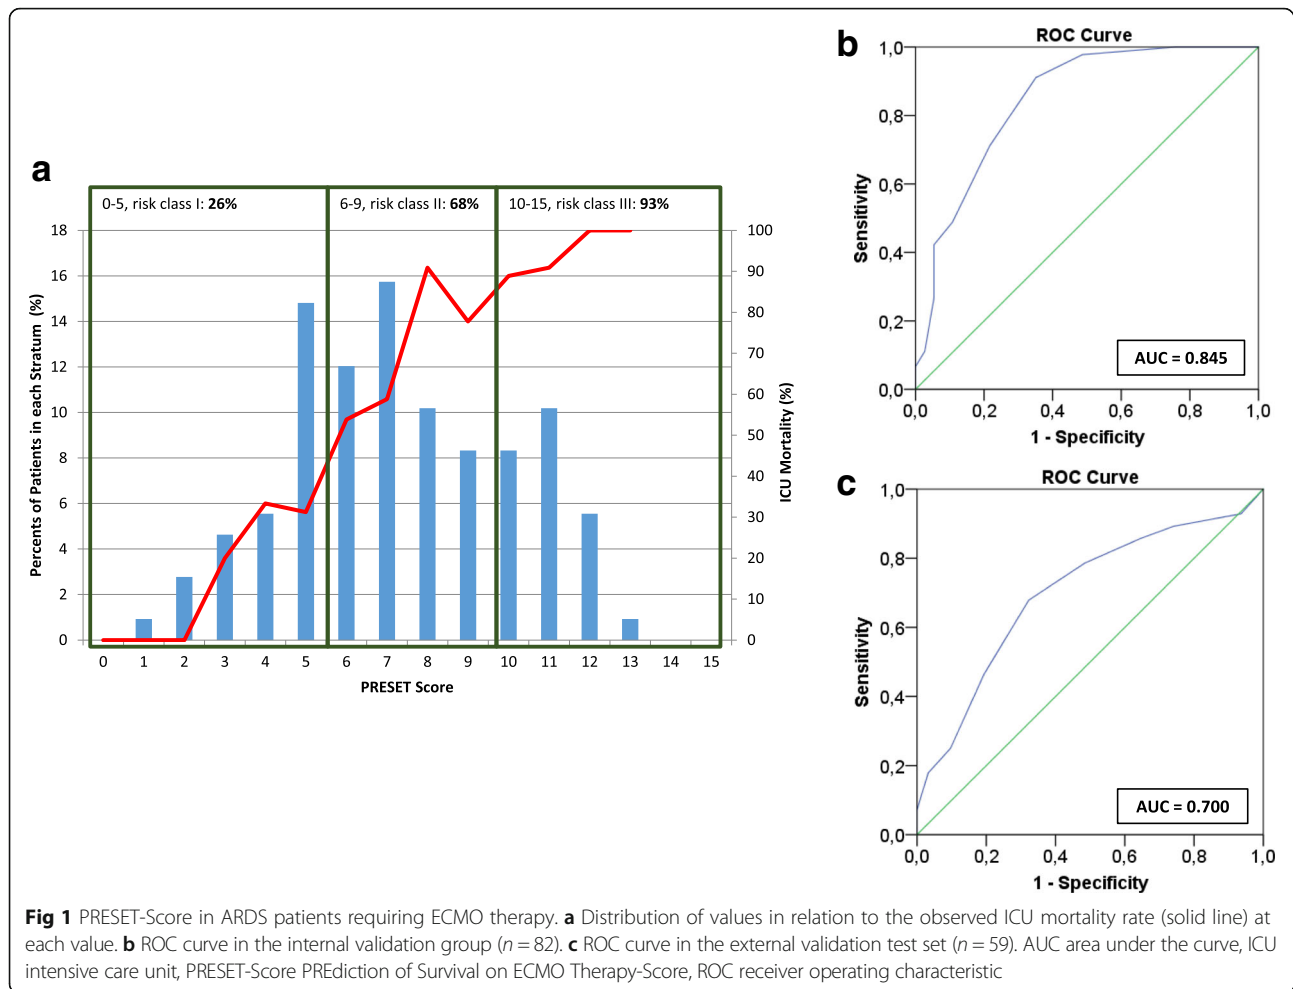 a
0-5, risk class I: 26%
6-9, risk class II: 68%
10-15, risk class III: 93%
Percents of Patients in each Stratum (%)
18
16
14
12
10
8
6
4
2
0
100
90
80
70
60
50
40
30
20
10
0
ICU Mortality (%)
0 1 2 3 4 5 6 7 8 9 10 11 12 13 14 15
PRESET Score
b
ROC Curve
Sensitivity
1,0
0,8
0,6
0,4
0,2
0,0
AUC = 0.845
0,0 0,2 0,4 0,6 0,8 1,0
1 - Specificity
c
ROC Curve
Sensitivity
1,0
0,8
0,6
0,4
0,2
0,0
AUC = 0.700
0,0 0,2 0,4 0,6 0,8 1,0
1 - Specificity
Fig 1 PRESET-Score in ARDS patients requiring ECMO therapy. a Distribution of values in relation to the observed ICU mortality rate (solid line) at
each value. b ROC curve in the internal validation group (n = 82). c ROC curve in the external validation test set (n = 59). AUC area under the curve, ICU
intensive care unit, PRESET-Score PREdiction of Survival on ECMO Therapy-Score, ROC receiver operating characteristic